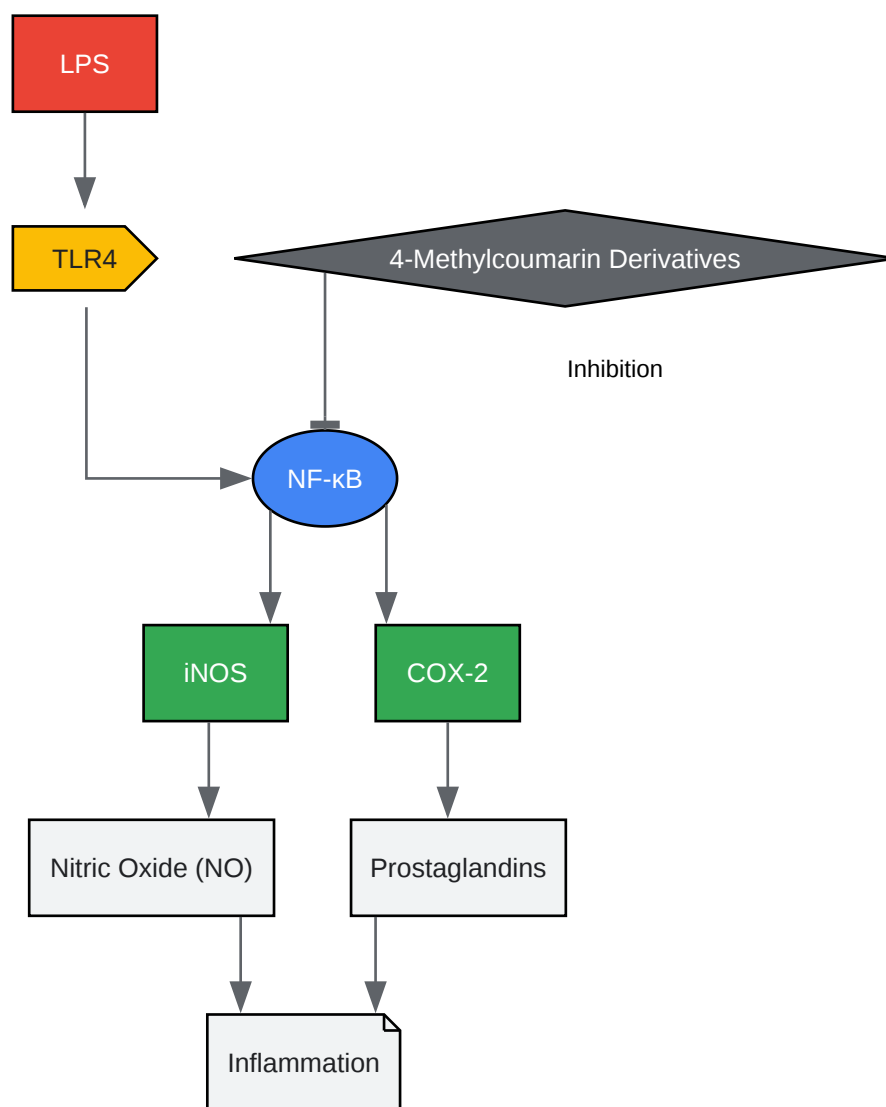 LPS
TLR4
4-Methylcoumarin Derivatives
Inhibition
NF-κB
iNOS
COX-2
Nitric Oxide (NO)
Prostaglandins
Inflammation